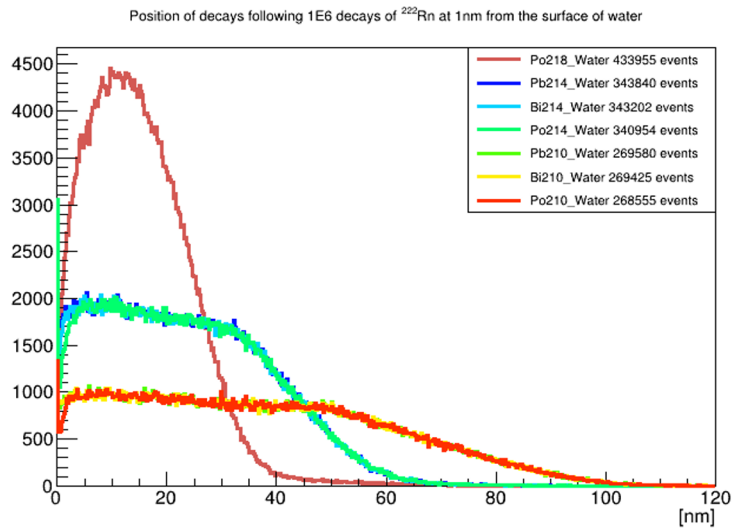 Position of decays following 1E6 decays of ²²²Rn at 1nm from the surface of water
Po218_Water 433955 events
Pb214_Water 343840 events
Bi214_Water 343202 events
Po214_Water 340954 events
Pb210_Water 269580 events
Bi210_Water 269425 events
Po210_Water 268555 events
4500
4000
3500
3000
2500
2000
1500
1000
500
0
0 20 40 60 80 100 120
[nm]